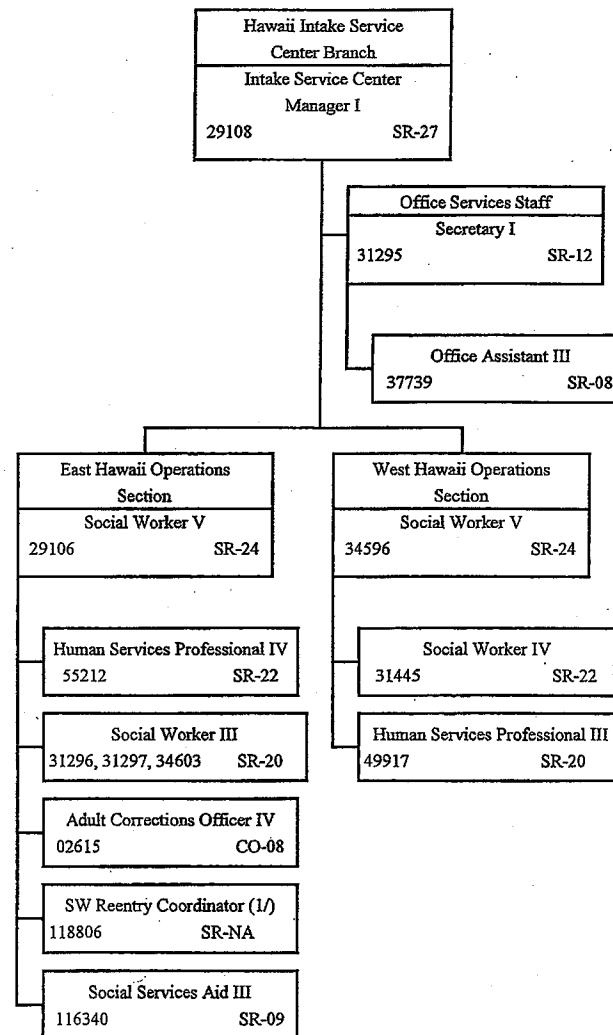 Hawaii Intake Service
Center Branch
Intake Service Center
Manager I
29108 SR-27
Office Services Staff
Secretary I
31295 SR-12
Office Assistant III
37739 SR-08
East Hawaii Operations
Section
Social Worker V
29106 SR-24
Human Services Professional IV
55212 SR-22
Social Worker III
31296, 31297, 34603 SR-20
Adult Corrections Officer IV
02615 CO-08
SW Reentry Coordinator (1/)
118806 SR-NA
Social Services Aid III
116340 SR-09
West Hawaii Operations
Section
Social Worker V
34596 SR-24
Social Worker IV
31445 SR-22
Human Services Professional III
49917 SR-20